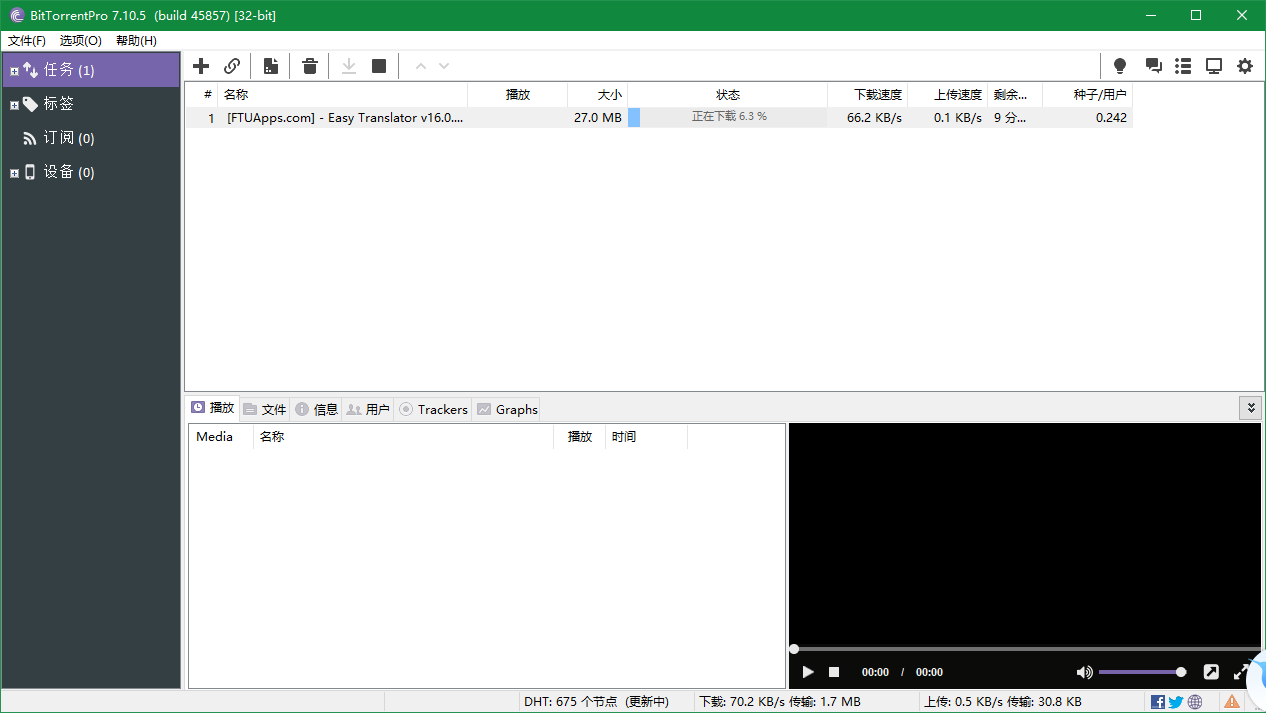 BitTorrentPro 7.10.5 (build 45857) [32-bit]
文件(F) 选项(O) 帮助(H)
任务 (1)
标签
订阅 (0)
设备 (0)
# 名称 播放 大小 状态 下载速度 上传速度 剩余... 种子/用户
1 [FTUApps.com] - Easy Translator v16.0.... 27.0 MB 正在下载 6.3 % 66.2 KB/s 0.1 KB/s 9 分... 0.242
播放 文件 信息 用户 Trackers Graphs
Media 名称 播放 时间
00:00 / 00:00
DHT: 675 个节点 (更新中) 下载: 70.2 KB/s 传输: 1.7 MB 上传: 0.5 KB/s 传输: 30.8 KB